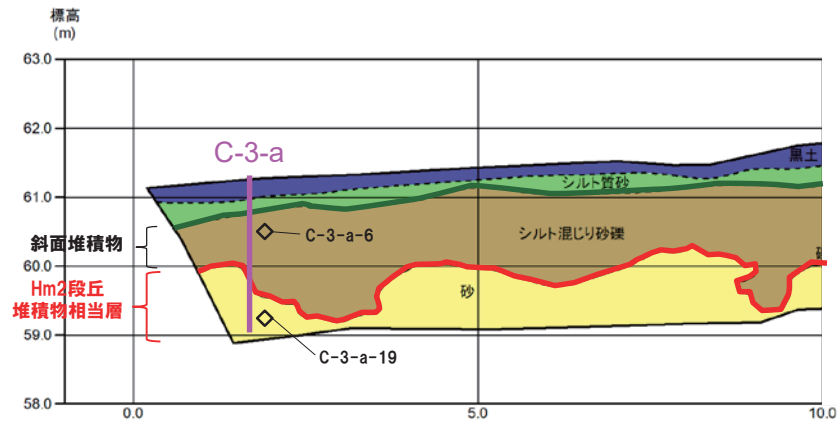 標高
(m)
63.0
62.0
C-3-a
黒土
61.0
シルト質砂
斜面堆積物
C-3-a-6
シルト混じり砂礫
60.0
Hm2段丘
堆積物相当層
砂
59.0
C-3-a-19
58.0
0.0
5.0
10.0